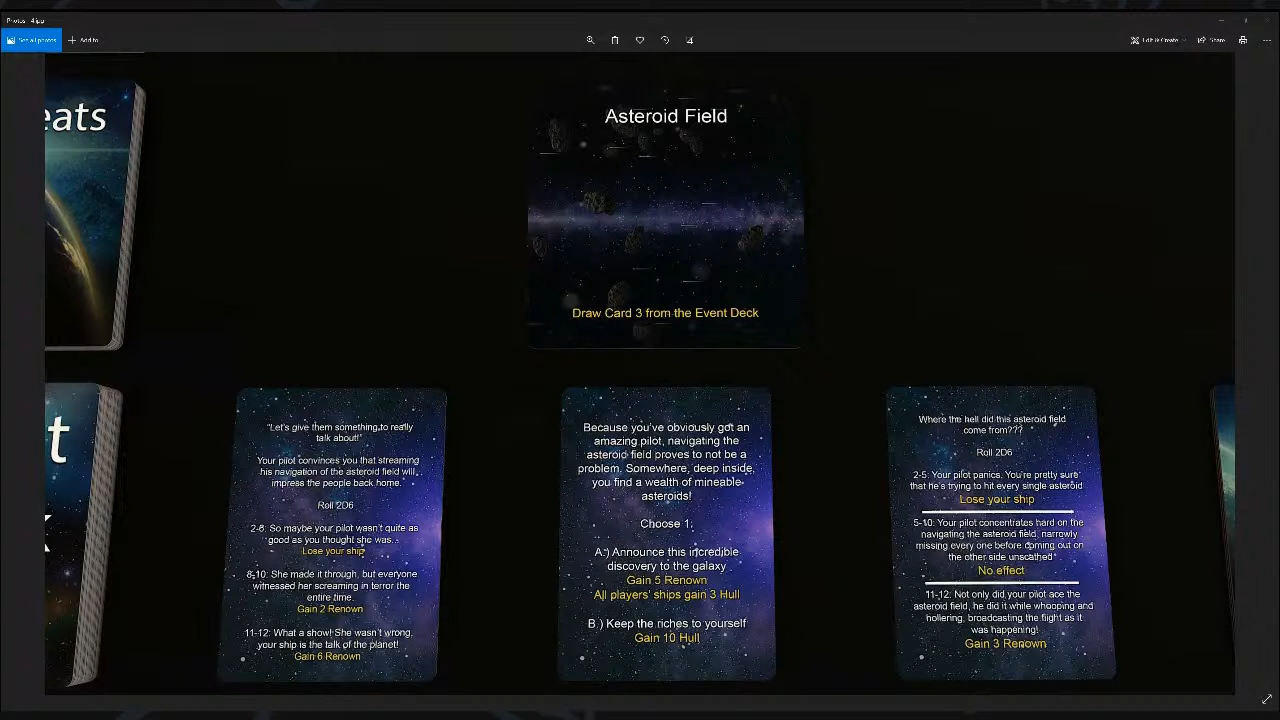 Photos - 4.jpg
See all photos
Add to
Edit & Create
Share
eats
Asteroid Field
Draw Card 3 from the Event Deck
t
"Let's give them something to really
talk about!"
Your pilot convinces you that streaming
his navigation of the asteroid field will
impress the people back home.
Roll 2D6
2-6: So maybe your pilot wasn't quite as
good as you thought she was...
Lose your ship
8-10: She made it through, but everyone
witnessed her screaming in terror the
entire time.
Gain 2 Renown
11-12: What a show! She wasn't wrong,
your ship is the talk of the planet!
Gain 6 Renown
Because you've obviously got an
amazing pilot, navigating the
asteroid field proves to not be a
problem. Somewhere, deep inside,
you find a wealth of mineable
asteroids!
Choose 1,
A.) Announce this incredible
discovery to the galaxy
Gain 5 Renown
All players' ships gain 3 Hull
B.) Keep the riches to yourself
Gain 10 Hull
Where the hell did this asteroid field
come from???
Roll 2D6
2-5: Your pilot panics. You're pretty sure
that he's trying to hit every single asteroid
Lose your ship
5-10: Your pilot concentrates hard on the
navigating the asteroid field, narrowly
missing every one before coming out on
the other side unscathed
No effect
11-12: Not only did your pilot ace the
asteroid field, he did it while whooping and
hollering, broadcasting the flight as it
was happening!
Gain 3 Renown